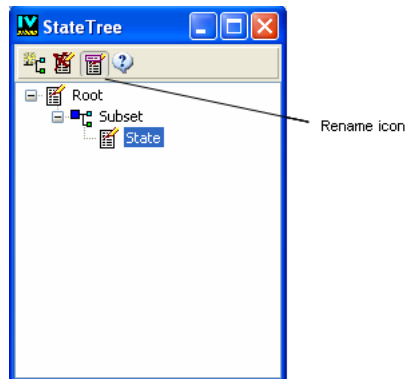 IV StateTree
Root
Subset
Rename icon
State